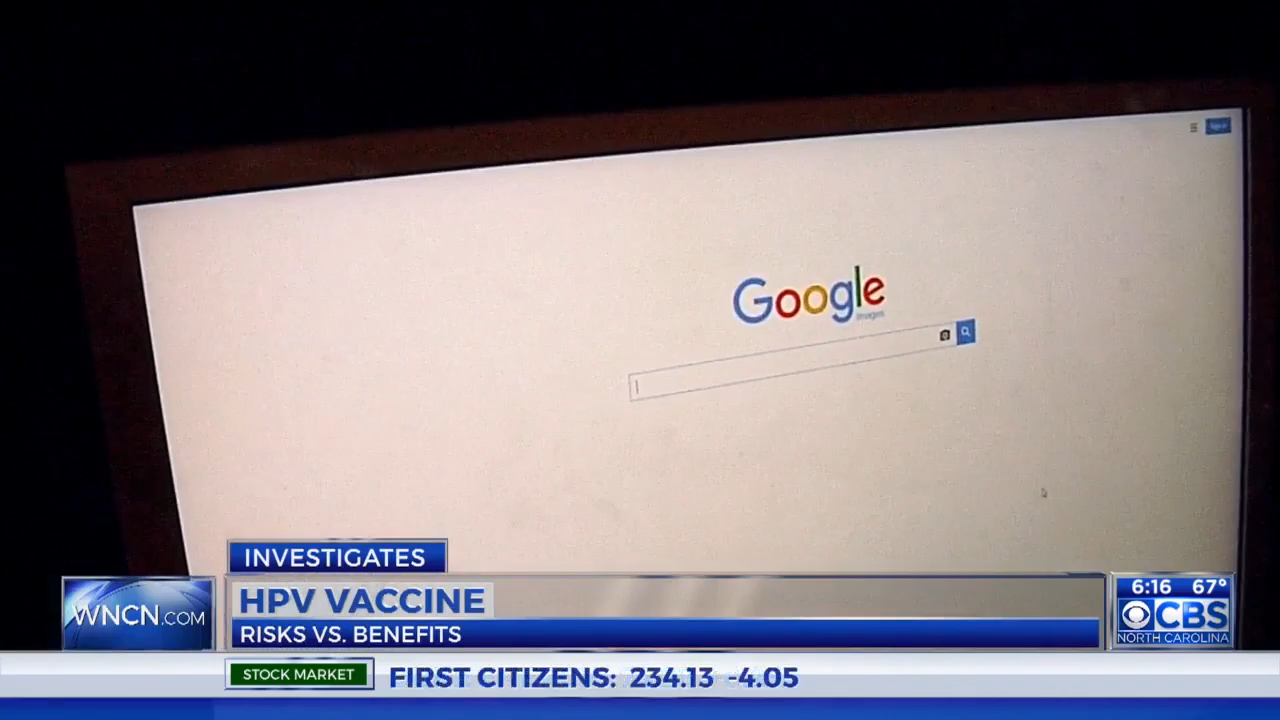 Google
images
INVESTIGATES
HPV VACCINE
RISKS VS. BENEFITS
WNCN.COM
6:16 67°
CBS
NORTH CAROLINA
STOCK MARKET
FIRST CITIZENS: 234.13 -4.05